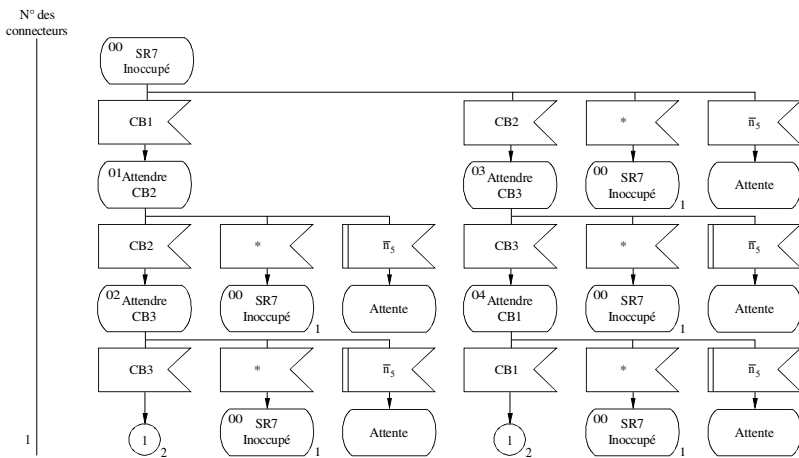 N° des
connecteurs
00 SR7
Inoccupé
CB1 CB2 * n̅5
01 Attendre
CB2
03 Attendre
CB3
00 SR7
Inoccupé
1
Attente
CB2 * n̅5 CB3 * n̅5
02 Attendre
CB3
00 SR7
Inoccupé
1
Attente
04 Attendre
CB1
00 SR7
Inoccupé
1
Attente
CB3 * n̅5 CB1 * n̅5
1
1
2
00 SR7
Inoccupé
1
Attente
1
2
00 SR7
Inoccupé
1
Attente